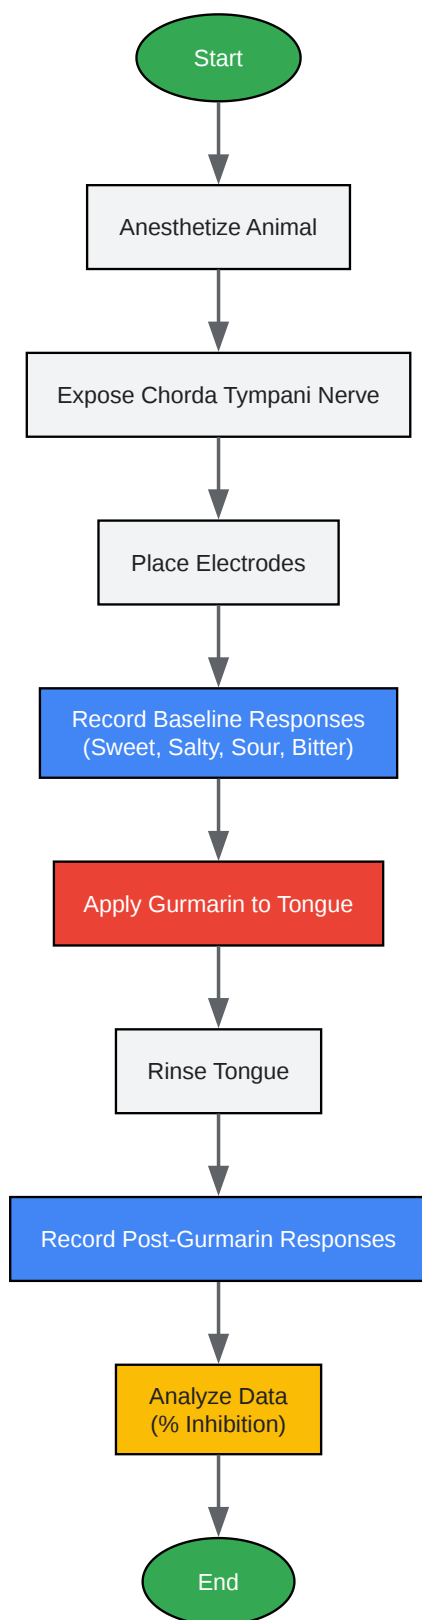 Start
Anesthetize Animal
Expose Chorda Tympani Nerve
Place Electrodes
Record Baseline Responses
(Sweet, Salty, Sour, Bitter)
Apply Gurmarin to Tongue
Rinse Tongue
Record Post-Gurmarin Responses
Analyze Data
(% Inhibition)
End